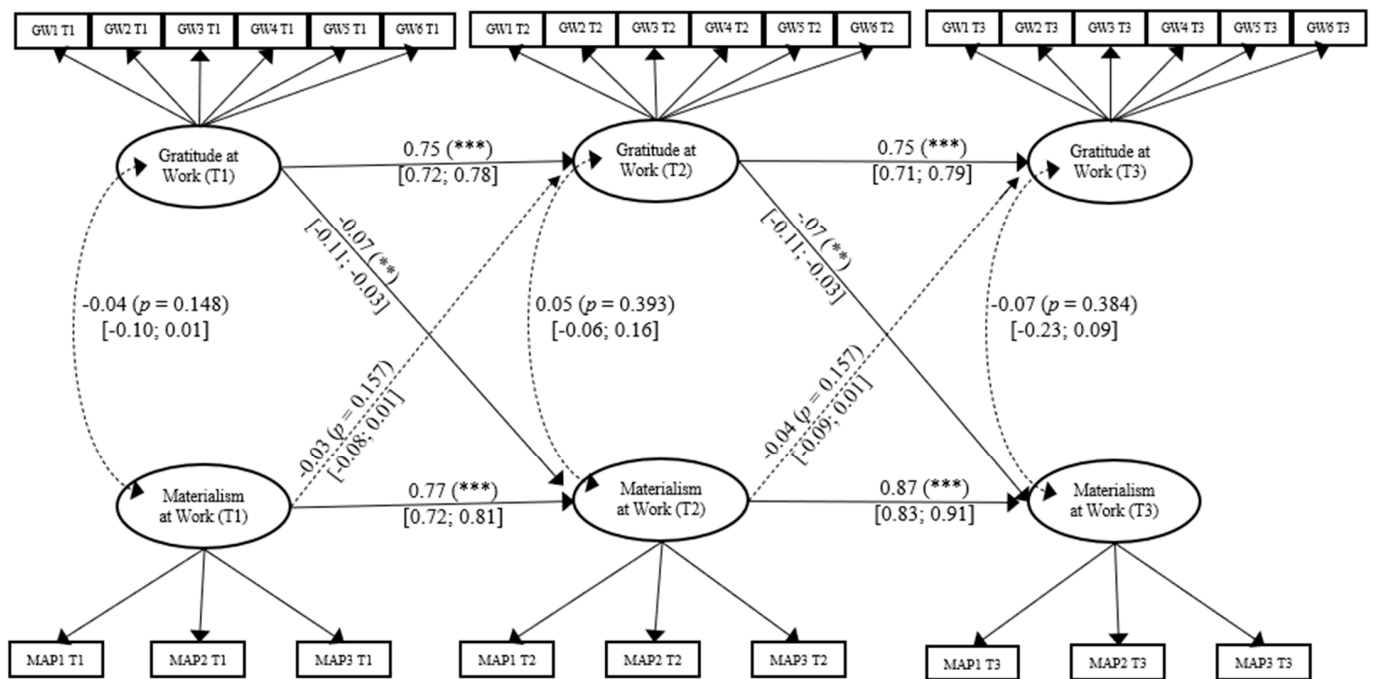 GW1 T1 GW2 T1 GW3 T1 GW4 T1 GW5 T1 GW6 T1
GW1 T2 GW2 T2 GW3 T2 GW4 T2 GW5 T2 GW6 T2
GW1 T3 GW2 T3 GW3 T3 GW4 T3 GW5 T3 GW6 T3
Gratitude at
Work (T1)
0.75 (***)
[0.72; 0.78]
Gratitude at
Work (T2)
0.75 (***)
[0.71; 0.79]
Gratitude at
Work (T3)
-0.07 (**)
[-0.11; -0.03]
-.07 (**)
[-0.11; -0.03]
-0.04 (p = 0.148)
[-0.10; 0.01]
0.05 (p = 0.393)
[-0.06; 0.16]
-0.07 (p = 0.384)
[-0.23; 0.09]
-0.03 (p = 0.157)
[-0.08; 0.01]
-0.04 (p = 0.157)
[-0.09; 0.01]
Materialism
at Work (T1)
0.77 (***)
[0.72; 0.81]
Materialism
at Work (T2)
0.87 (***)
[0.83; 0.91]
Materialism
at Work (T3)
MAP1 T1 MAP2 T1 MAP3 T1
MAP1 T2 MAP2 T2 MAP3 T2
MAP1 T3 MAP2 T3 MAP3 T3